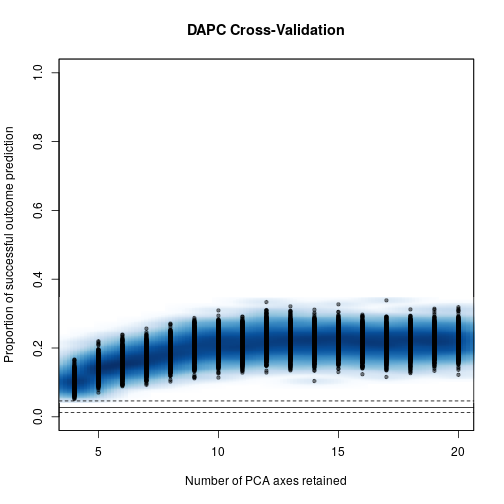 DAPC Cross-Validation
Proportion of successful outcome prediction
1.0
0.8
0.6
0.4
0.2
0.0
5 10 15 20
Number of PCA axes retained